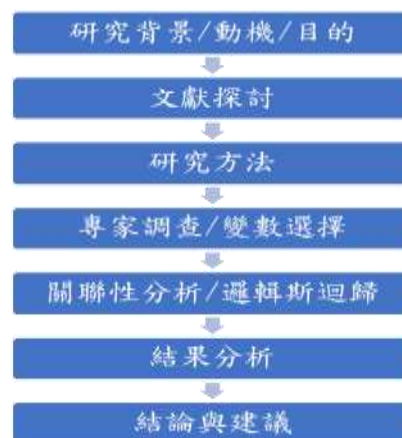 研究背景/動機/目的
文獻探討
研究方法
專家調查/變數選擇
關聯性分析/邏輯斯迴歸
結果分析
結論與建議